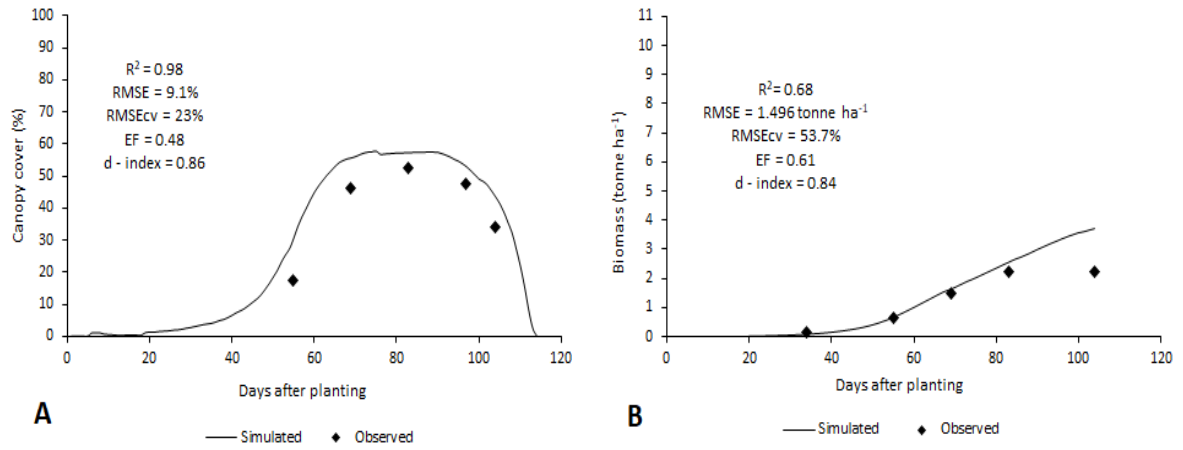 100
90
80
70
60
50
40
30
20
10
0
Canopy cover (%)
R² = 0.98
RMSE = 9.1%
RMSEcv = 23%
EF = 0.48
d - index = 0.86
0 20 40 60 80 100 120
Days after planting
A
Simulated Observed
11
10
9
8
7
6
5
4
3
2
1
0
Biomass (tonne ha⁻¹)
R²= 0.68
RMSE = 1.496 tonne ha⁻¹
RMSEcv = 53.7%
EF = 0.61
d - index = 0.84
0 20 40 60 80 100 120
Days after planting
B
Simulated Observed